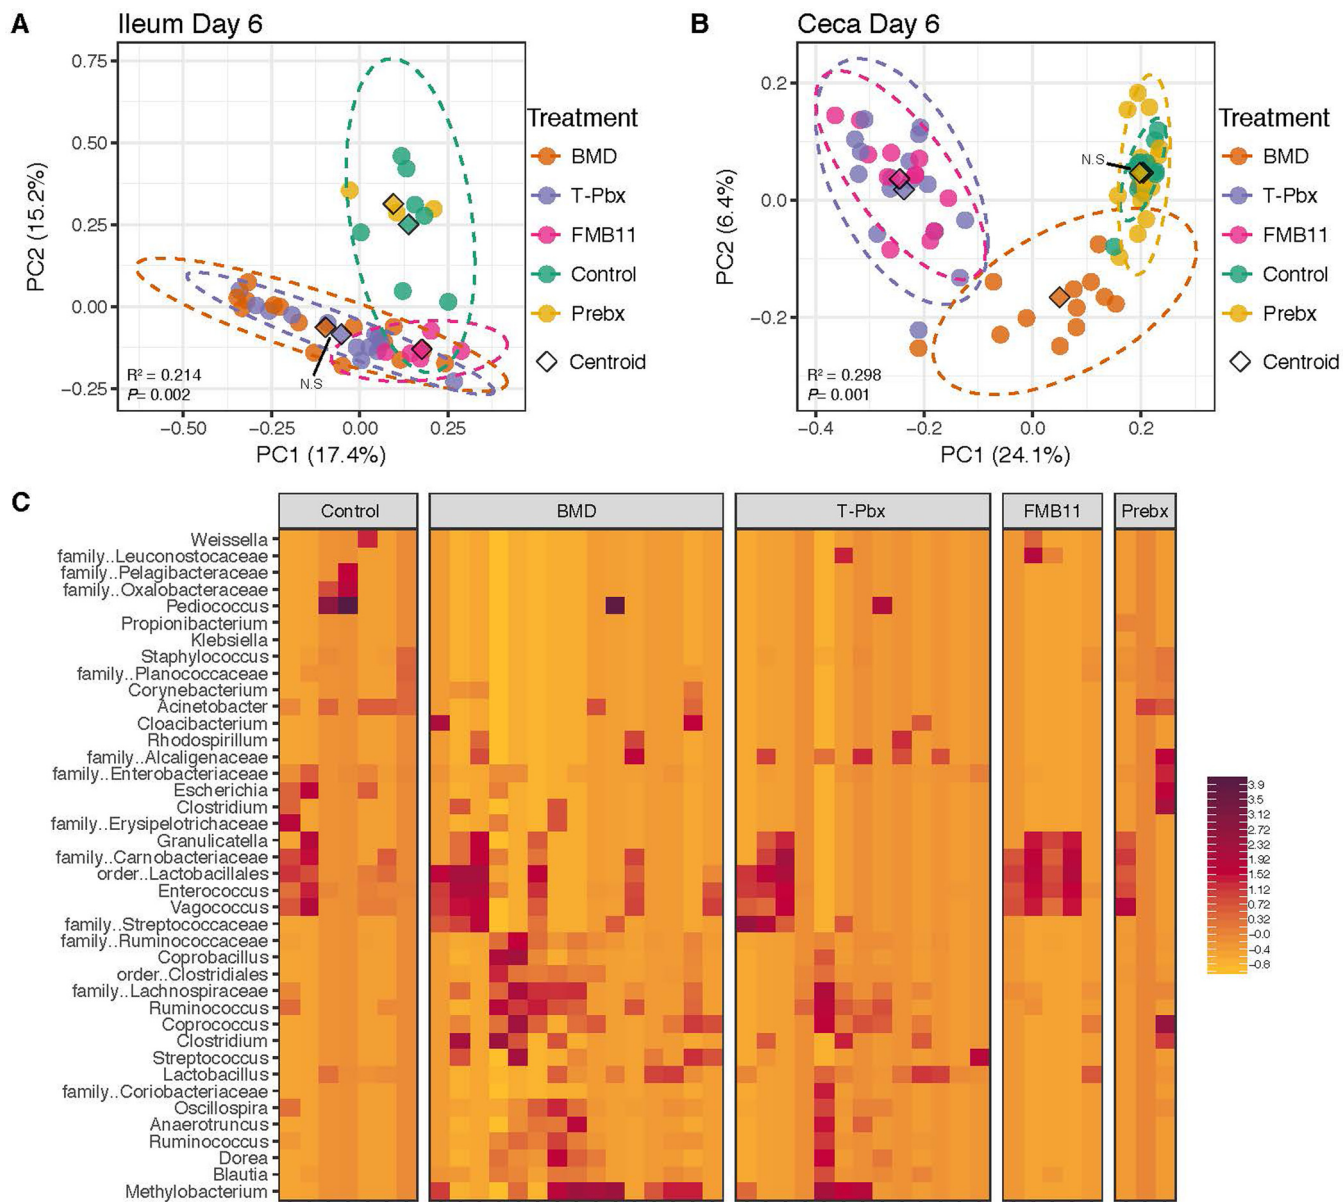 A
Ileum Day 6
0.75
0.50
0.25
0.00
−0.25
PC2 (15.2%)
R² = 0.214
P= 0.002
N.S
−0.50
−0.25
0.00
0.25
PC1 (17.4%)
Treatment
BMD
T-Pbx
FMB11
Control
Prebx
Centroid
B
Ceca Day 6
0.2
0.0
−0.2
PC2 (6.4%)
N.S
R² = 0.298
P= 0.001
−0.4
−0.2
0.0
0.2
PC1 (24.1%)
Treatment
BMD
T-Pbx
FMB11
Control
Prebx
Centroid
C
Control
BMD
T-Pbx
FMB11
Prebx
Weissella
family..Leuconostocaceae
family..Pelagibacteraceae
family..Oxalobacteraceae
Pediococcus
Propionibacterium
Klebsiella
Staphylococcus
family..Planococcaceae
Corynebacterium
Acinetobacter
Cloacibacterium
Rhodospirillum
family..Alcaligenaceae
family..Enterobacteriaceae
Escherichia
Clostridium
family..Erysipelotrichaceae
Granulicatella
family..Carnobacteriaceae
order..Lactobacillales
Enterococcus
Vagococcus
family..Streptococcaceae
family..Ruminococcaceae
Coprobacillus
order..Clostridiales
family..Lachnospiraceae
Ruminococcus
Coprococcus
Clostridium
Streptococcus
Lactobacillus
family..Coriobacteriaceae
Oscillospira
Anaerotruncus
Ruminococcus
Dorea
Blautia
Methylobacterium
3.9
3.5
3.12
2.72
2.32
1.92
1.52
1.12
0.72
0.32
−0.0
−0.4
−0.8